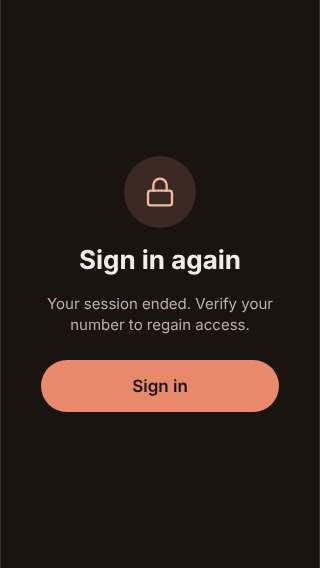 Sign in again
Your session ended. Verify your
number to regain access.
Sign in